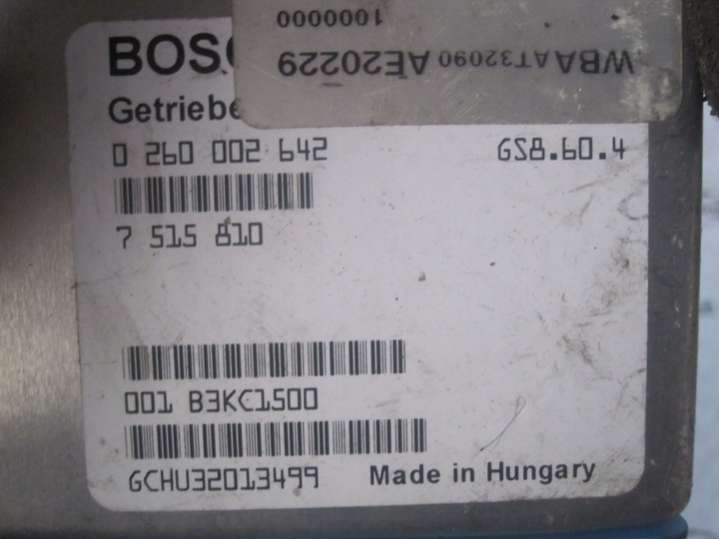 BOSC
Getriebe
0 260 002 642 GS8.60.4
7 515 810
001 B3KC1500
GCHU32013499 Made in Hungary
WBAAT32090AE20229
1000000